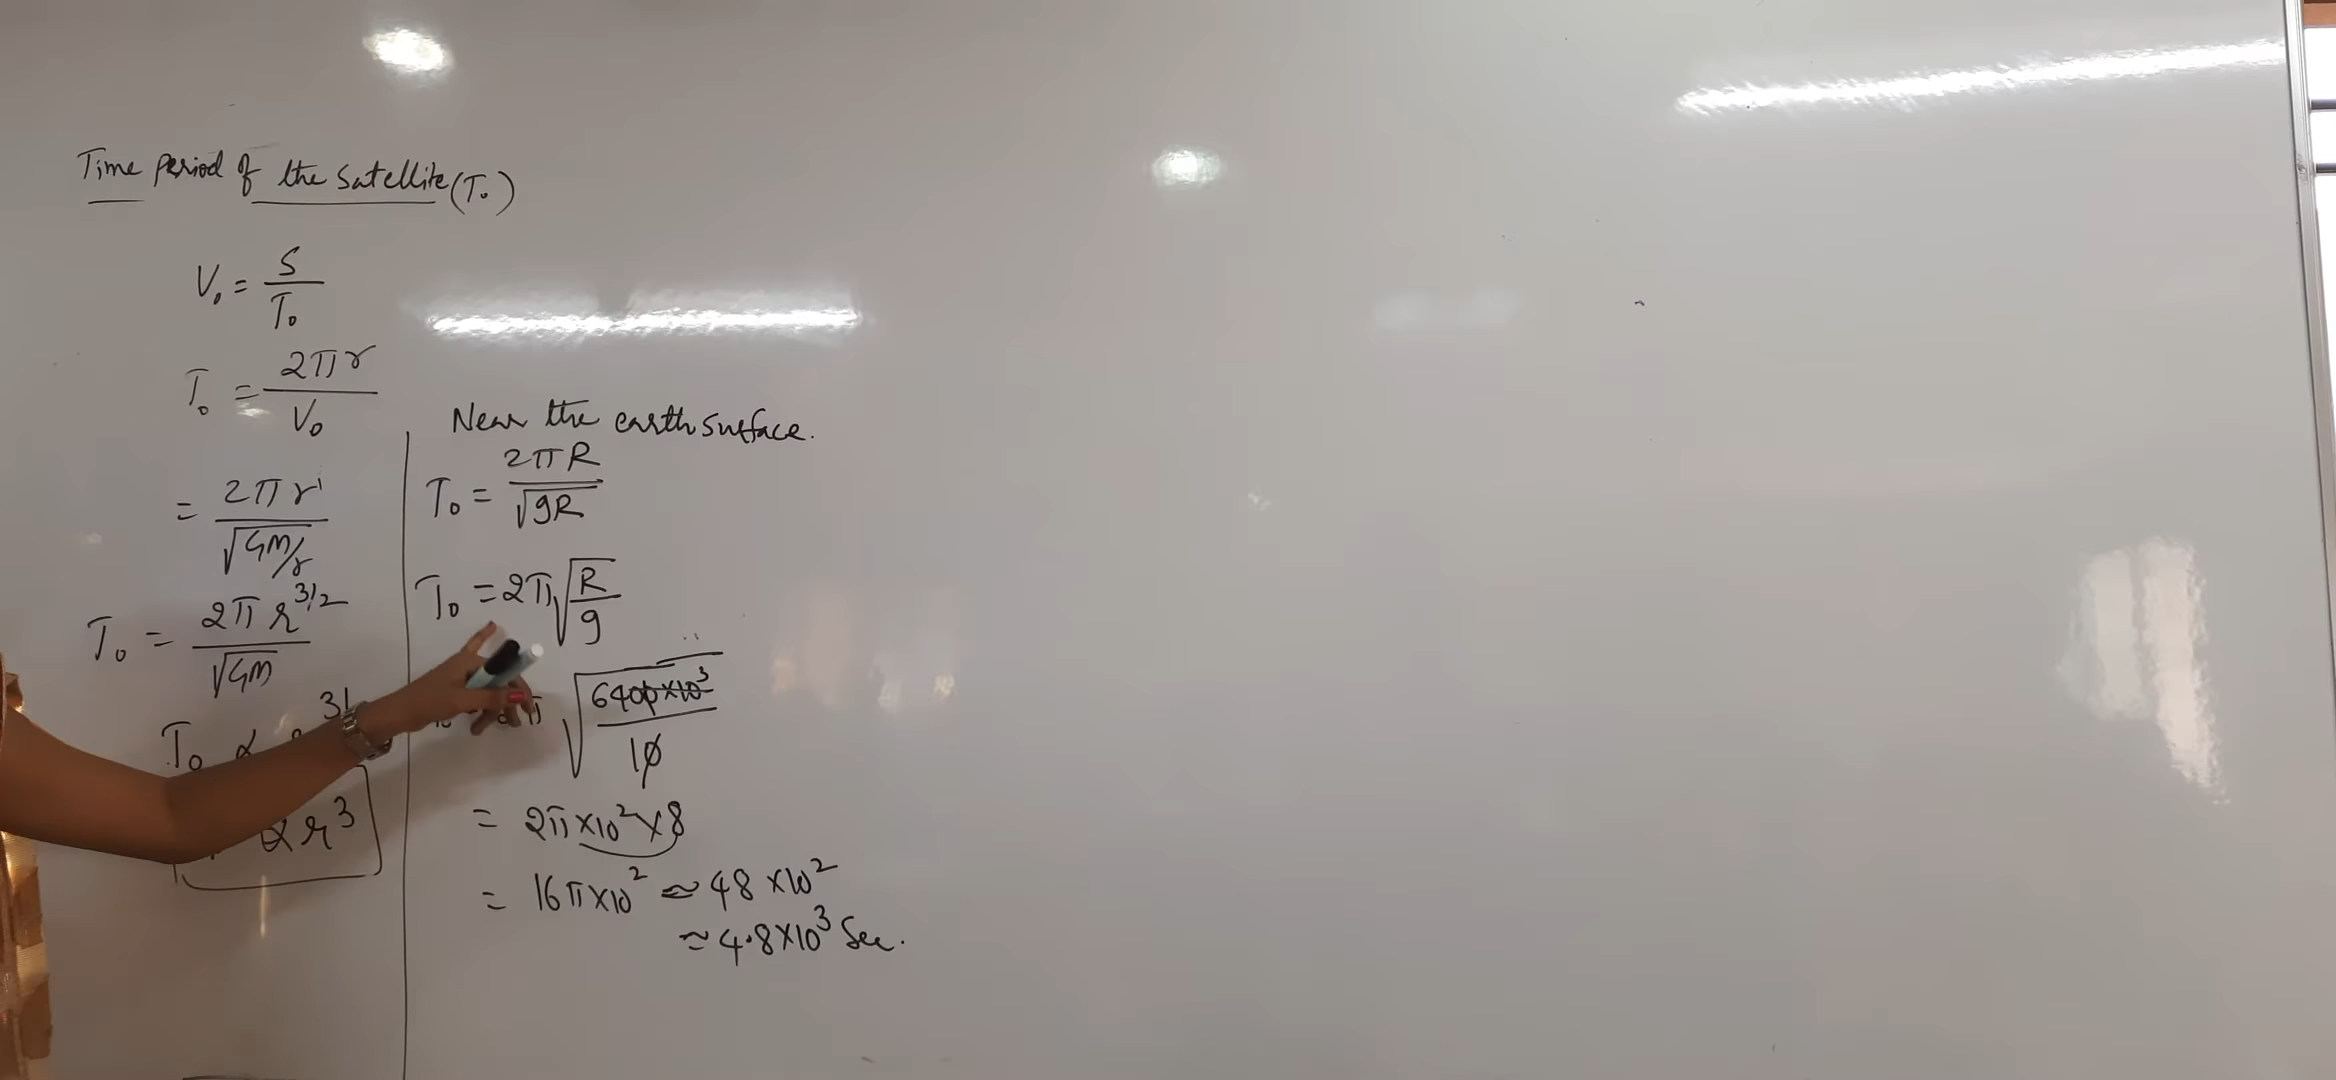 Time Period of the Satellite (T₀)
V₀ = S / T₀
T₀ = 2πr / V₀
= 2πr¹ / √(GM/r)
T₀ = 2πr^3/2 / √GM
T₀ ∝
∝ r³
Near the earth surface.
T₀ = 2πR / √gR
T₀ = 2π √(R/g)
√(6400×10³ / 10)
= 2π×10²×8
= 16π×10² ≈ 48×10²
≈ 4.8×10³ Sec.